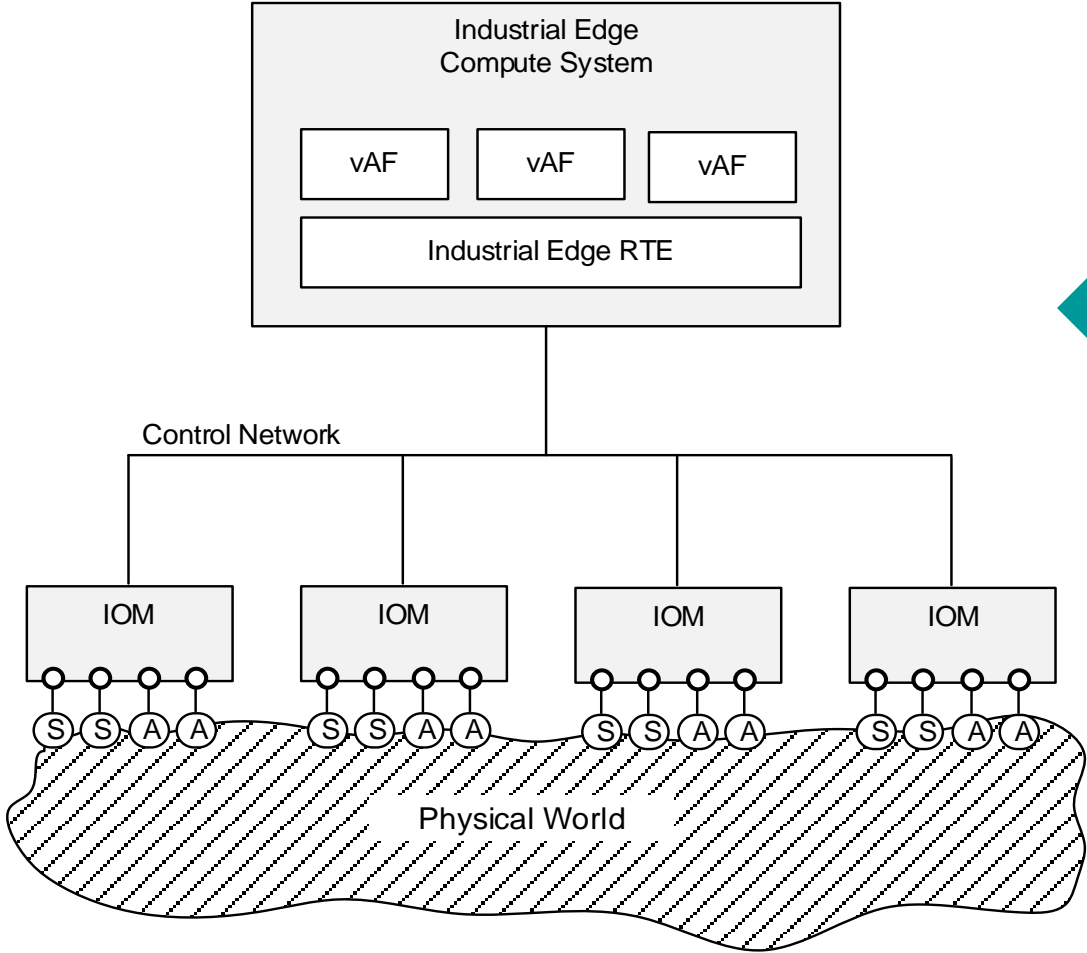 Industrial Edge
Compute System
vAF
vAF
vAF
Industrial Edge RTE
Control Network
IOM
IOM
IOM
IOM
S
S
A
A
S
S
A
A
S
S
A
A
S
S
A
A
Physical World